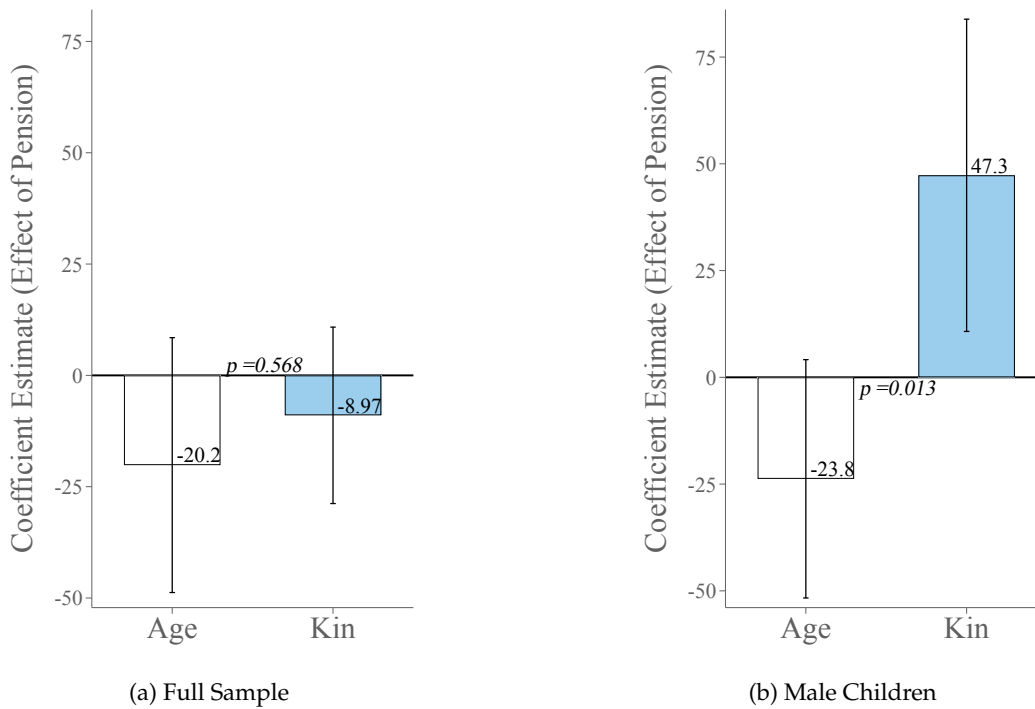 Coefficient Estimate (Effect of Pension)
75
50
25
0
-25
-50
p =0.568
-20.2
-8.97
Age Kin
(a) Full Sample
Coefficient Estimate (Effect of Pension)
75
50
25
0
-25
-50
47.3
p =0.013
-23.8
Age Kin
(b) Male Children